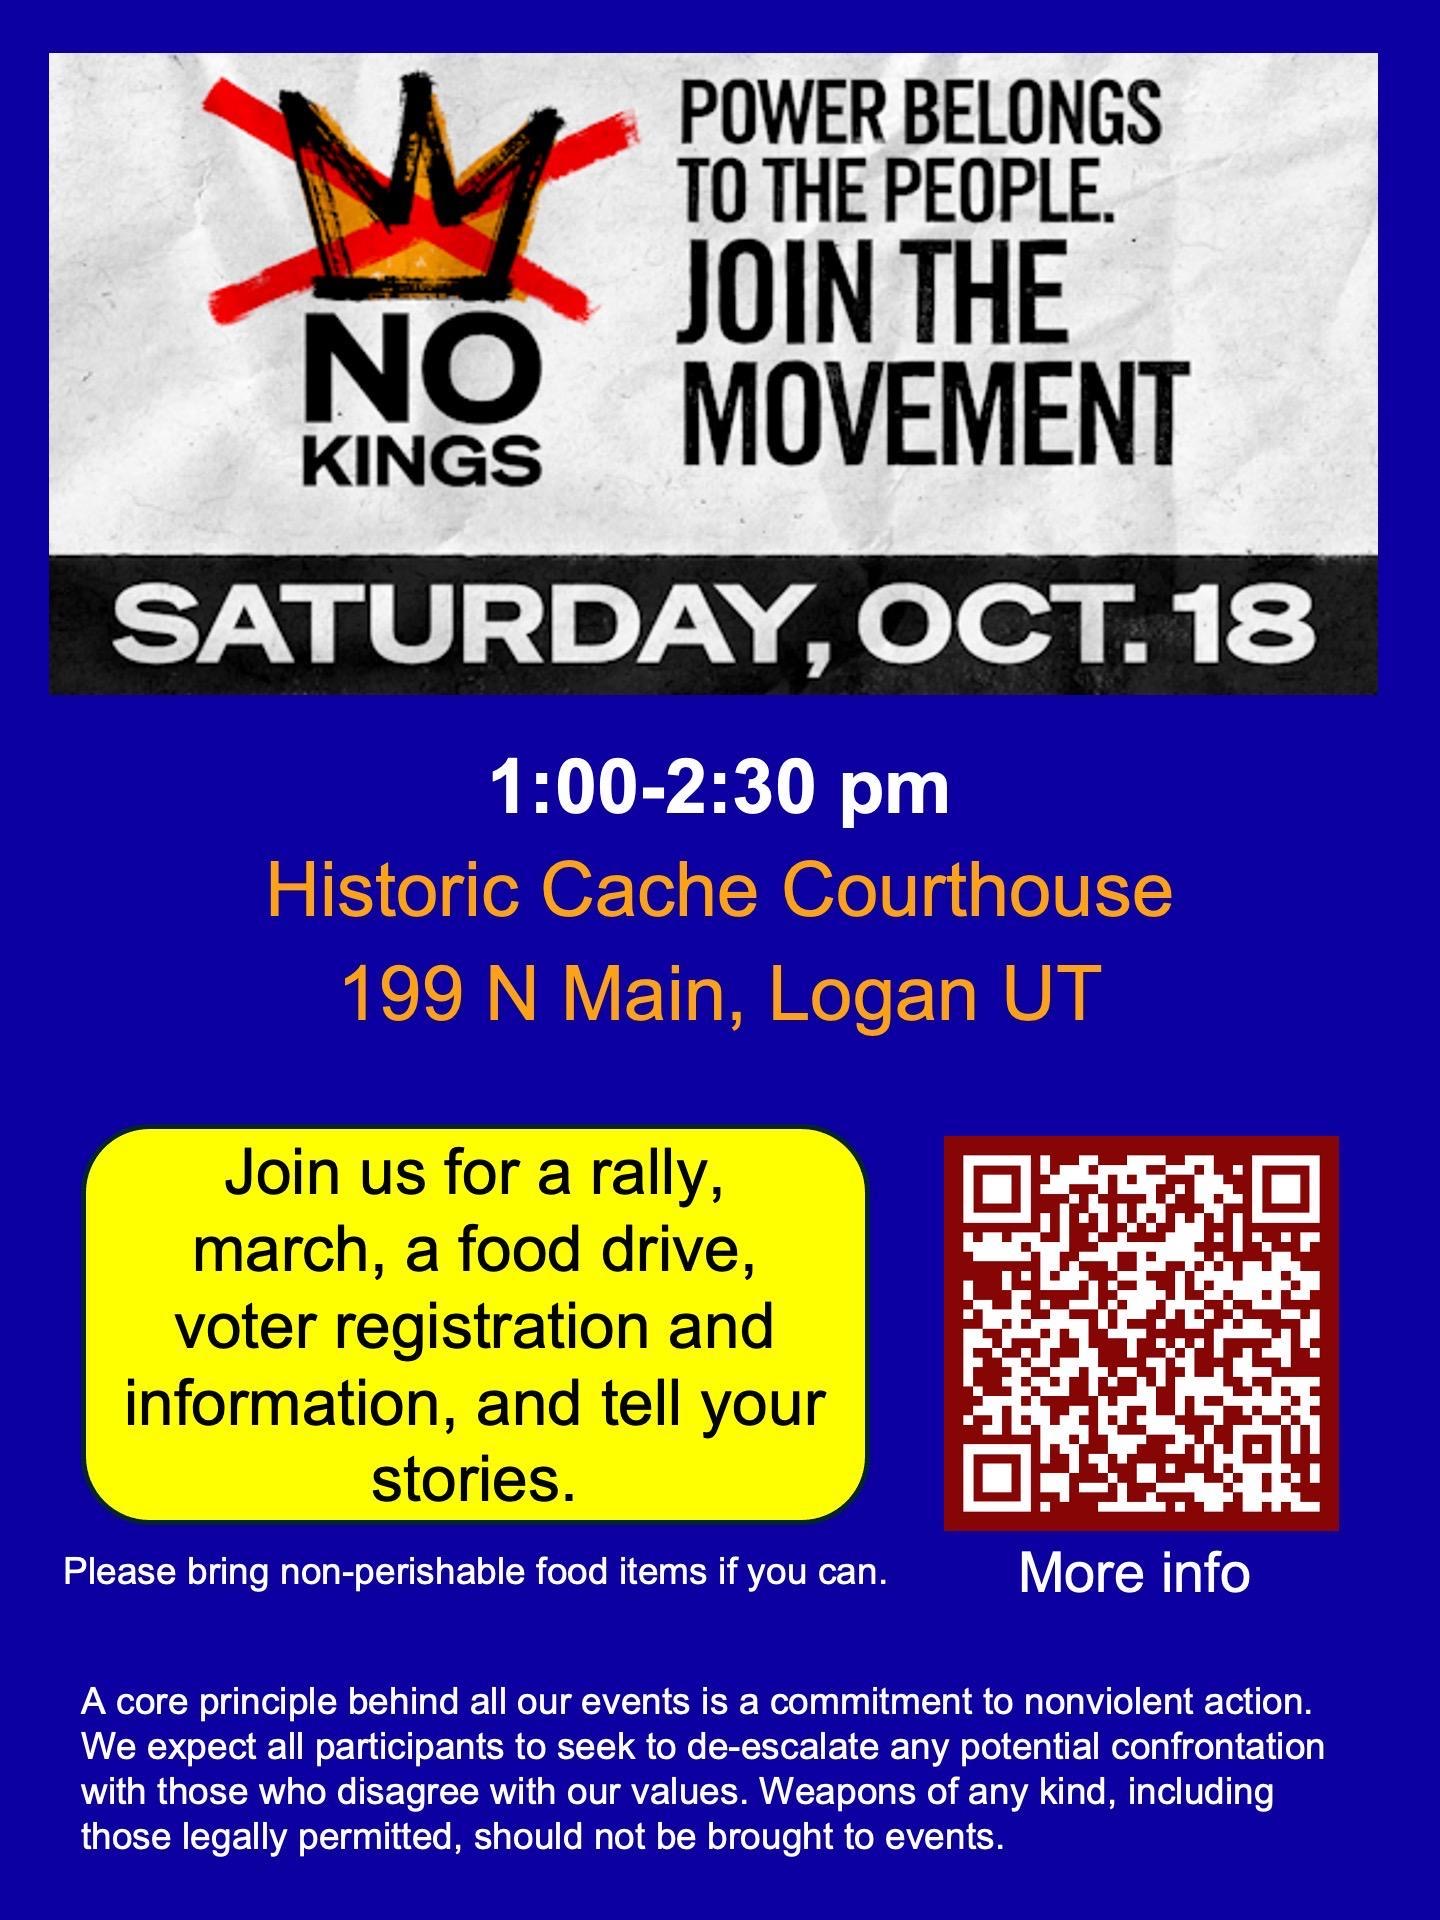 POWER BELONGS
TO THE PEOPLE.
JOIN THE
MOVEMENT
NO
KINGS
SATURDAY, OCT. 18
1:00-2:30 pm
Historic Cache Courthouse
199 N Main, Logan UT
Join us for a rally,
march, a food drive,
voter registration and
information, and tell your
stories.
Please bring non-perishable food items if you can.
More info
A core principle behind all our events is a commitment to nonviolent action.
We expect all participants to seek to de-escalate any potential confrontation
with those who disagree with our values. Weapons of any kind, including
those legally permitted, should not be brought to events.